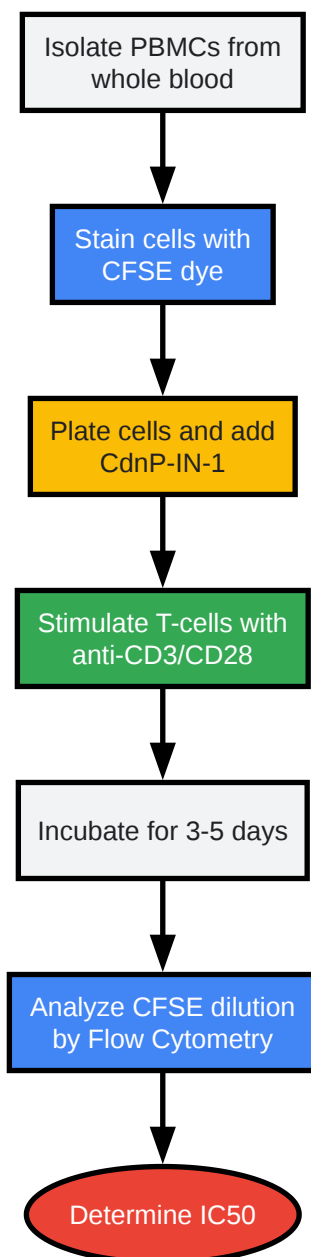 Isolate PBMCs from
whole blood
Stain cells with
CFSE dye
Plate cells and add
CdnP-IN-1
Stimulate T-cells with
anti-CD3/CD28
Incubate for 3-5 days
Analyze CFSE dilution
by Flow Cytometry
Determine IC50